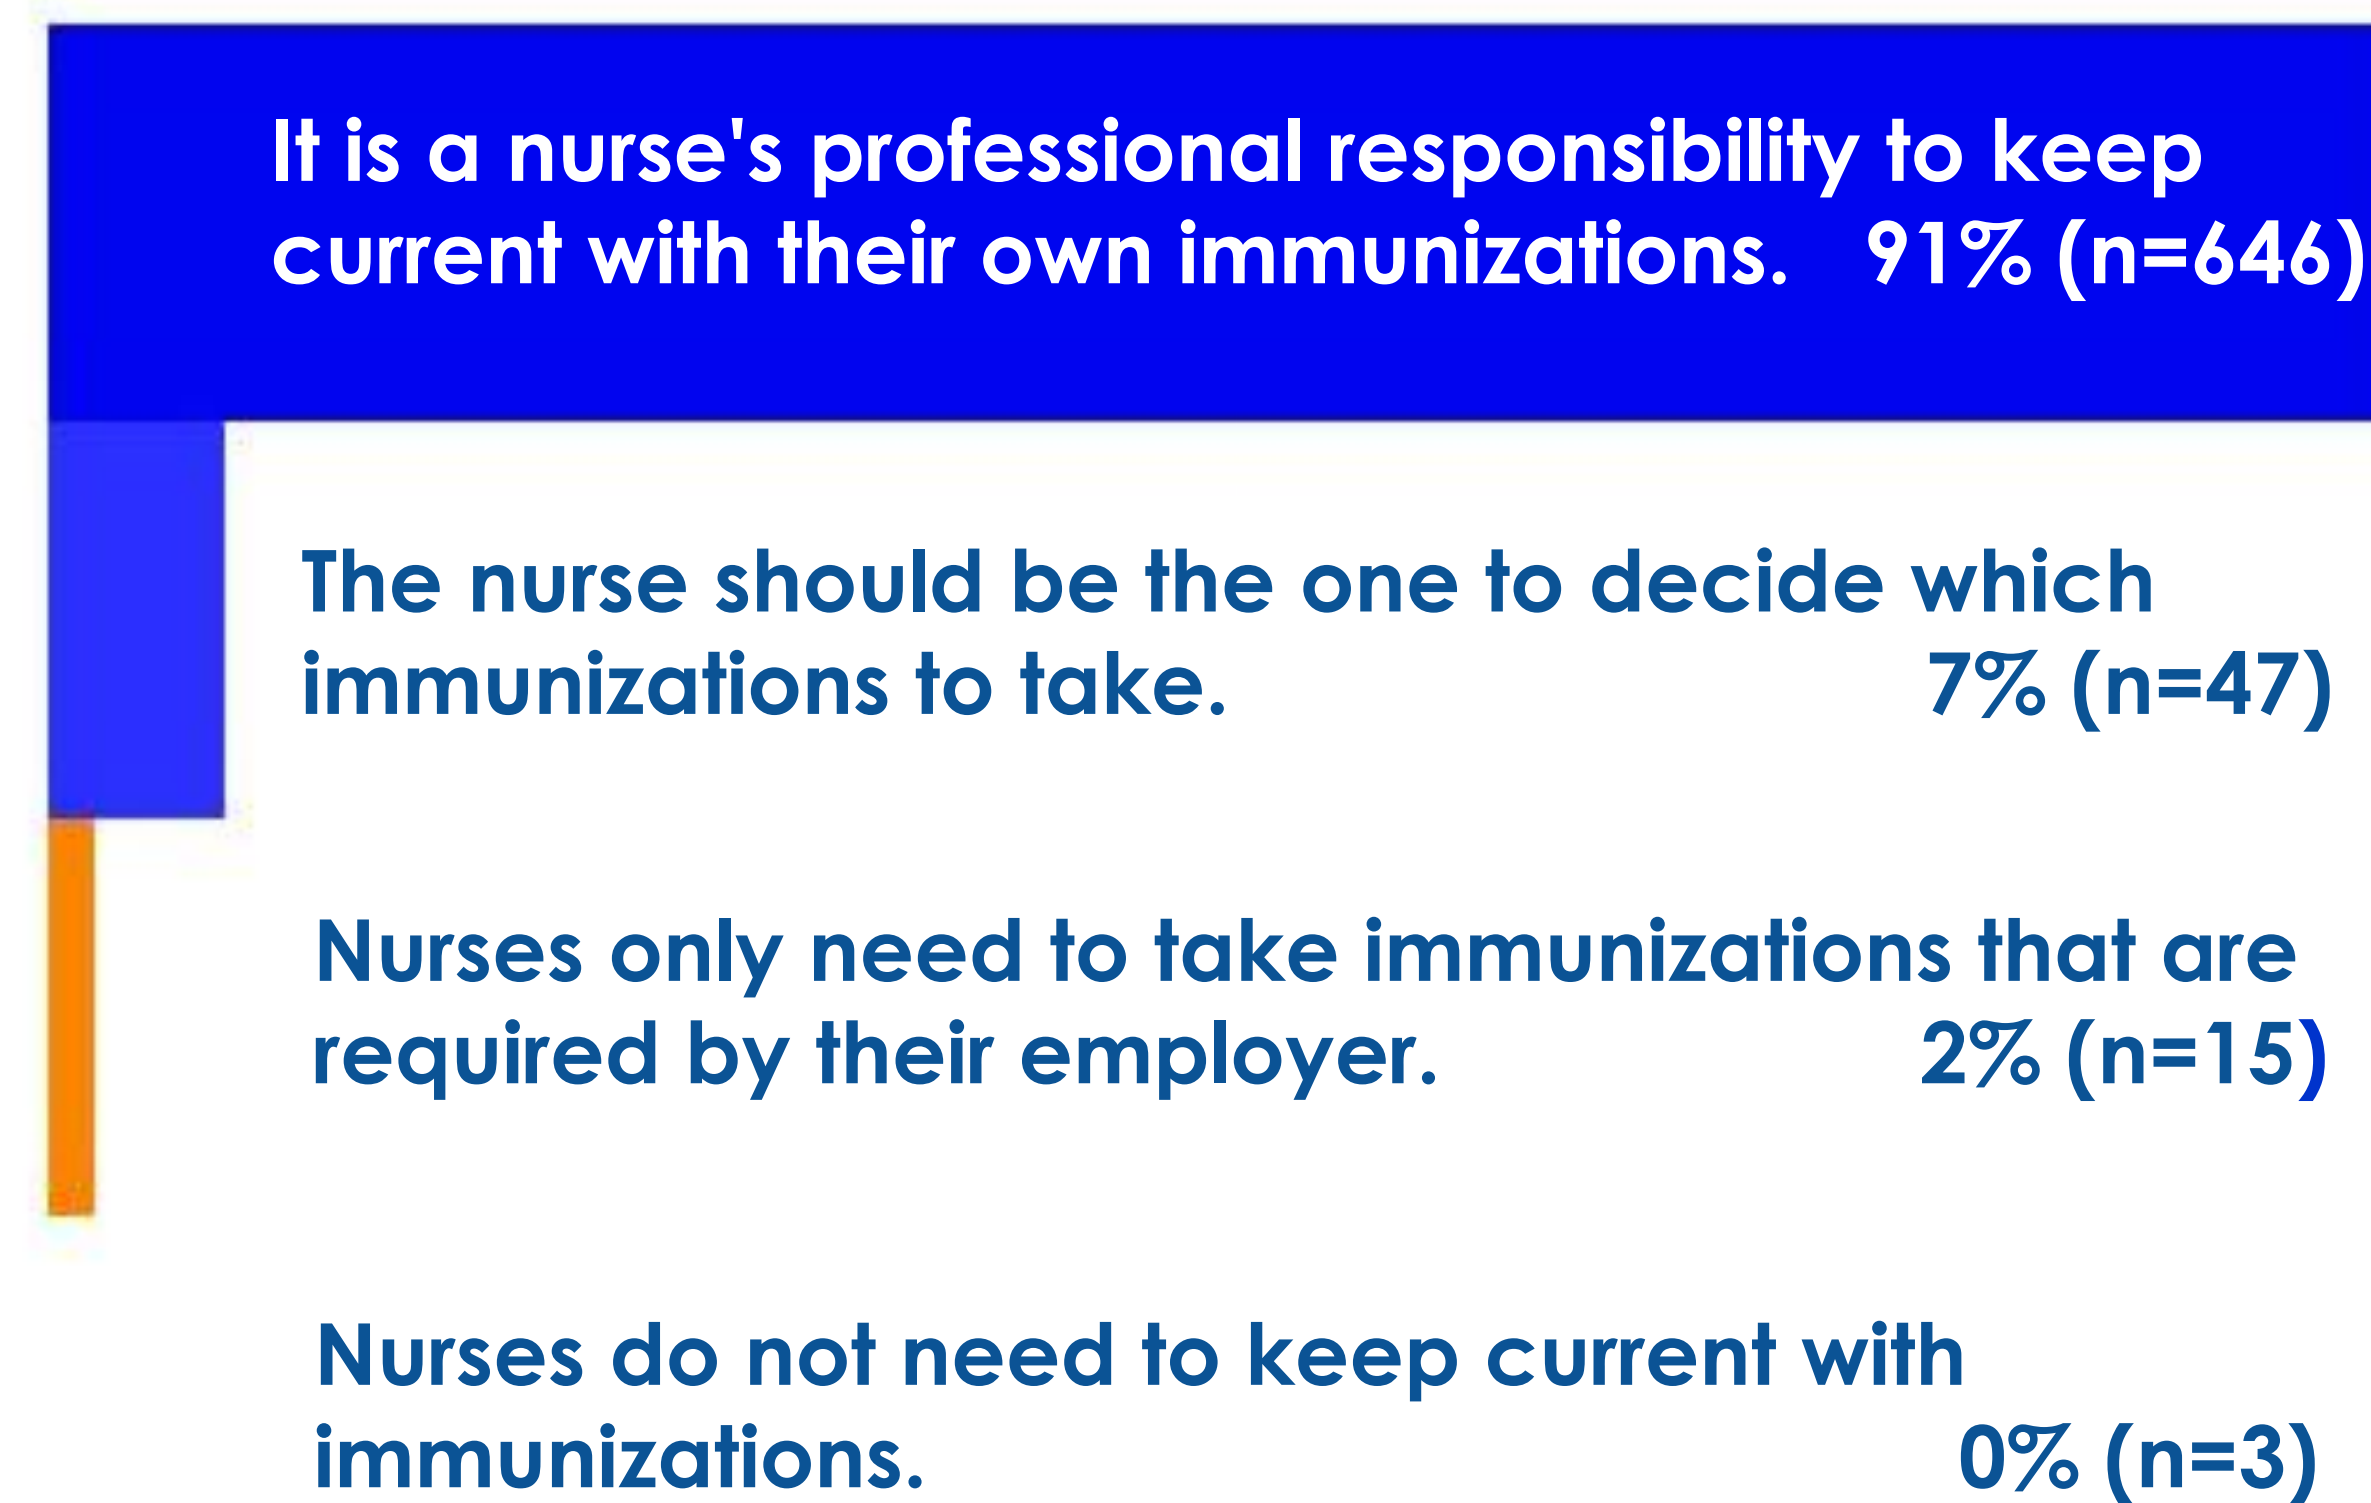 It is a nurse's professional responsibility to keep
current with their own immunizations. 91% (n=646)
The nurse should be the one to decide which
immunizations to take. 7% (n=47)
Nurses only need to take immunizations that are
required by their employer. 2% (n=15)
Nurses do not need to keep current with
immunizations. 0% (n=3)